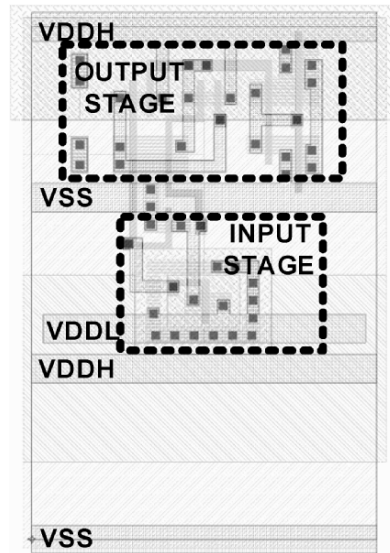 VDDH
OUTPUT
STAGE
VSS
INPUT
STAGE
VDDL
VDDH
VSS